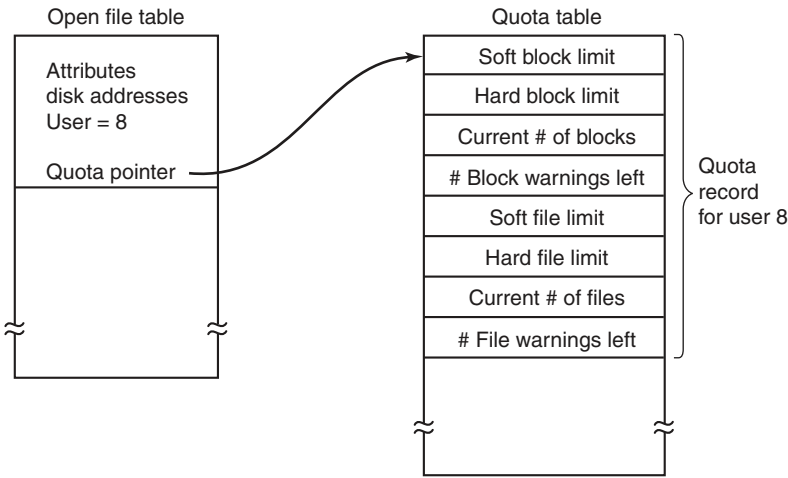 Open file table
Attributes
disk addresses
User = 8
Quota pointer
Quota table
Soft block limit
Hard block limit
Current # of blocks
# Block warnings left
Soft file limit
Hard file limit
Current # of files
# File warnings left
Quota
record
for user 8